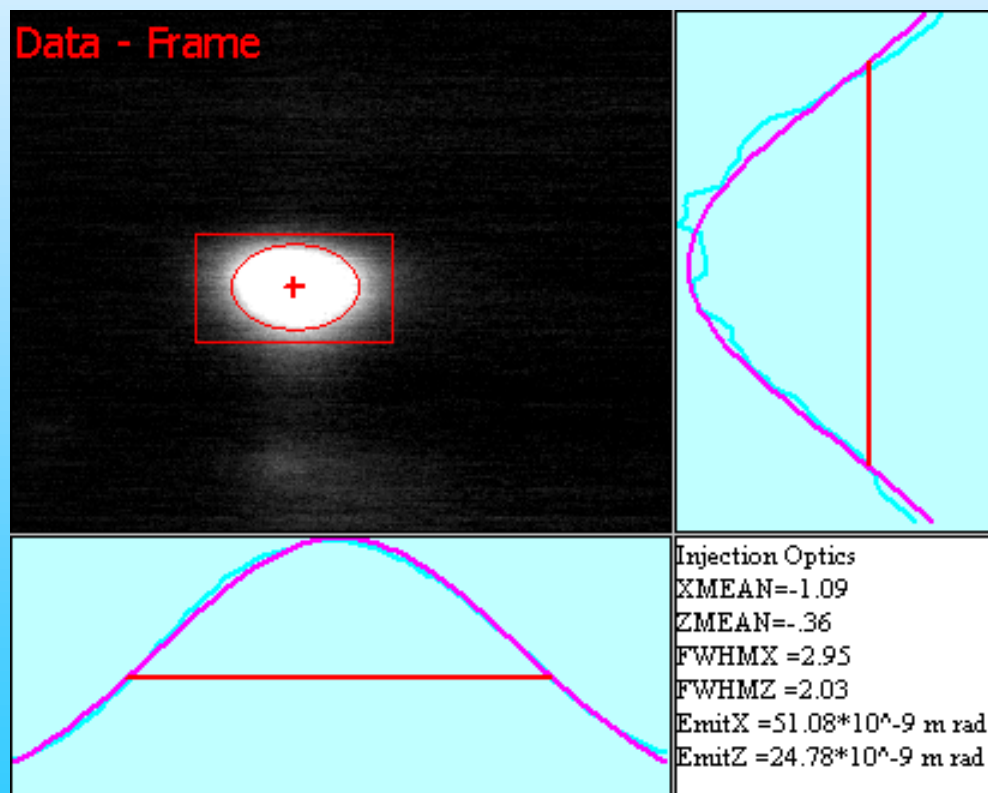 Data - Frame
Injection Optics
XMEAN=-1.09
ZMEAN=-.36
FWHMX =2.95
FWHMZ =2.03
EmitX =51.08*10^-9 m rad
EmitZ =24.78*10^-9 m rad